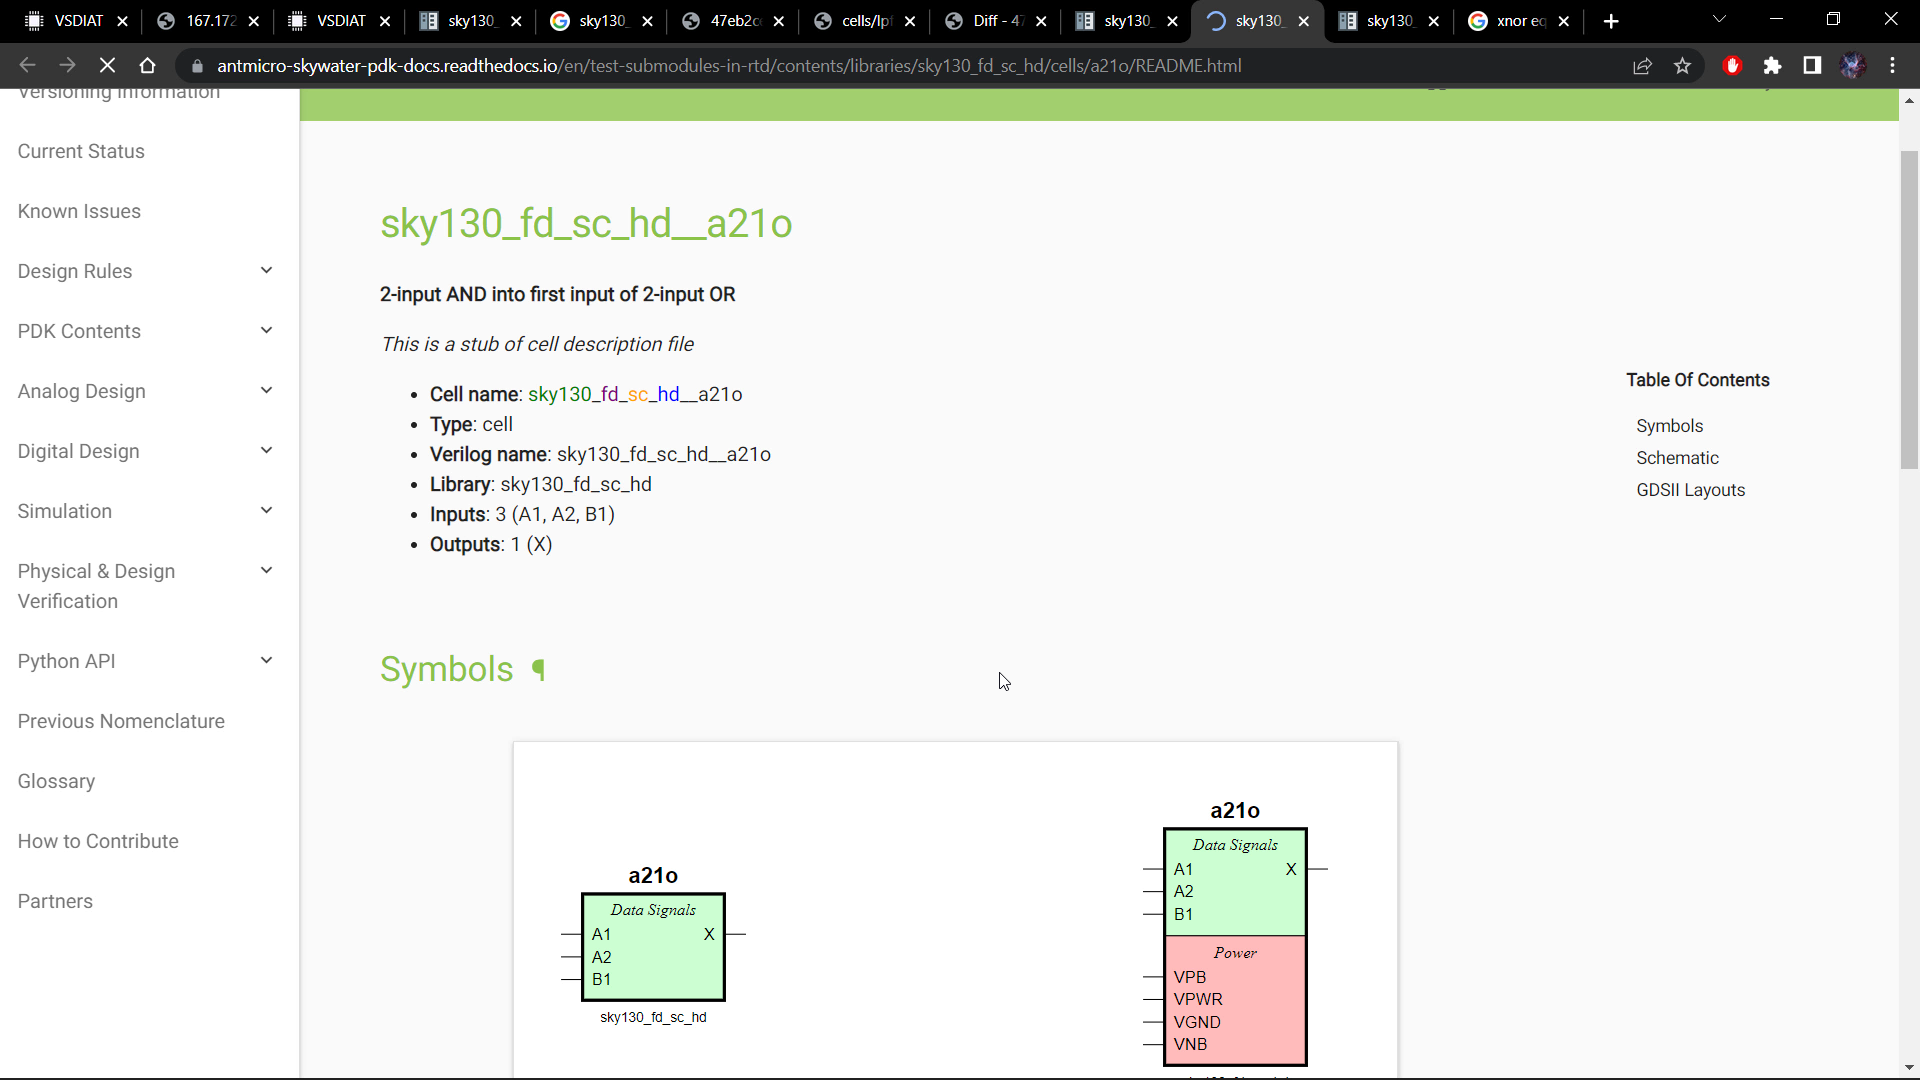 VSDIAT
167.172
VSDIAT
sky130_
sky130_
47eb2c
cells/lpf
Diff - 47
sky130_
sky130_
sky130_
xnor eq
antmicro-skywater-pdk-docs.readthedocs.io/en/test-submodules-in-rtd/contents/libraries/sky130_fd_sc_hd/cells/a21o/README.html
Versioning Information
Current Status
Known Issues
Design Rules
PDK Contents
Analog Design
Digital Design
Simulation
Physical & Design
Verification
Python API
Previous Nomenclature
Glossary
How to Contribute
Partners
sky130_fd_sc_hd__a21o
2-input AND into first input of 2-input OR
This is a stub of cell description file
• Cell name: sky130_fd_sc_hd__a21o
• Type: cell
• Verilog name: sky130_fd_sc_hd__a21o
• Library: sky130_fd_sc_hd
• Inputs: 3 (A1, A2, B1)
• Outputs: 1 (X)
Symbols ¶
a21o
Data Signals
A1 X
A2
B1
sky130_fd_sc_hd
a21o
Data Signals
A1 X
A2
B1
Power
VPB
VPWR
VGND
VNB
Table Of Contents
Symbols
Schematic
GDSII Layouts